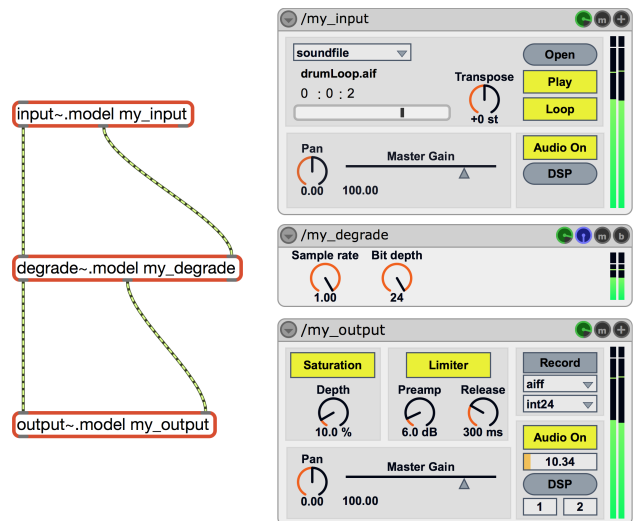 input~.model my_input
degrade~.model my_degrade
output~.model my_output
/my_input
m
soundfile
drumLoop.aif
0 : 0 : 2
Transpose
+0 st
Open
Play
Loop
Pan
0.00
Master Gain
100.00
Audio On
DSP
/my_degrade
m b
Sample rate
1.00
Bit depth
24
/my_output
m
Saturation
Depth
10.0 %
Limiter
Preamp
6.0 dB
Release
300 ms
Record
aiff
int24
Pan
0.00
Master Gain
100.00
Audio On
10.34
DSP
1 2